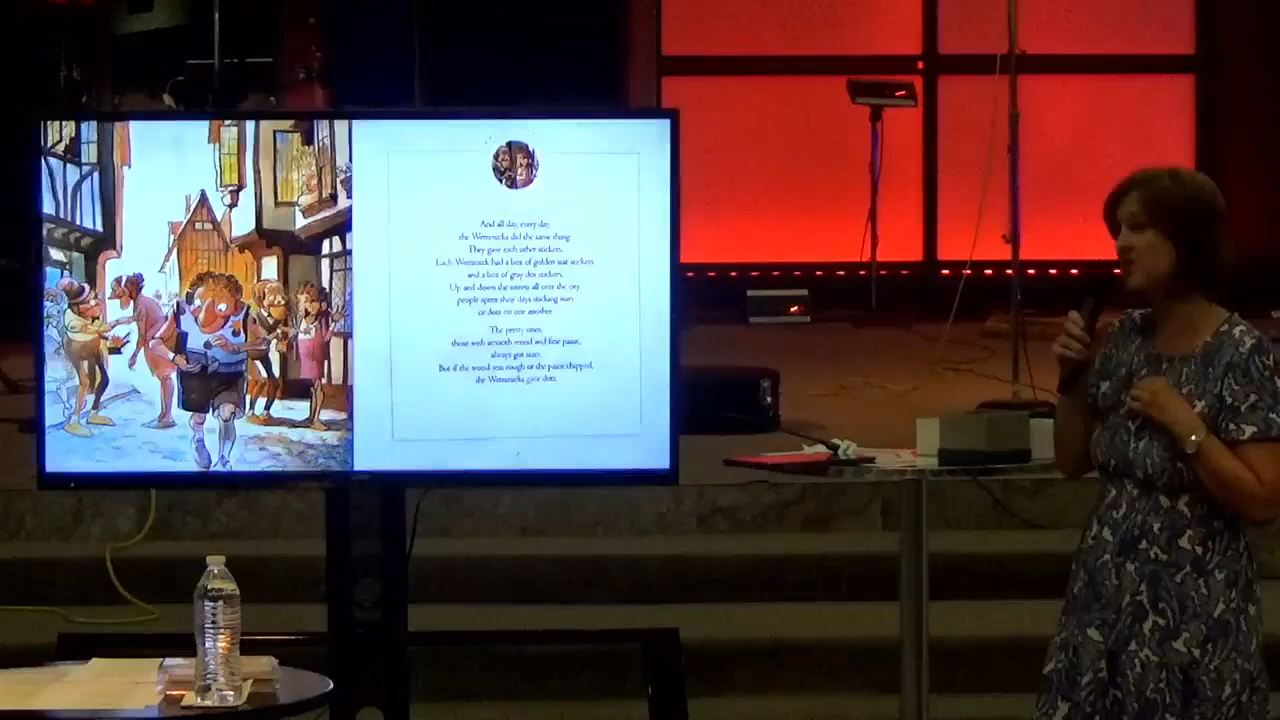 And all day, every day,
the Wemmicks did the same thing:
They gave each other stickers.
Each Wemmick had a box of golden star stickers
and a box of gray dot stickers.
Up and down the streets all over the city
people spent their days sticking stars
or dots on one another.
The pretty ones,
those with smooth wood and fine paint,
always got stars.
But if the wood was rough or the paint chipped,
the Wemmicks gave dots.